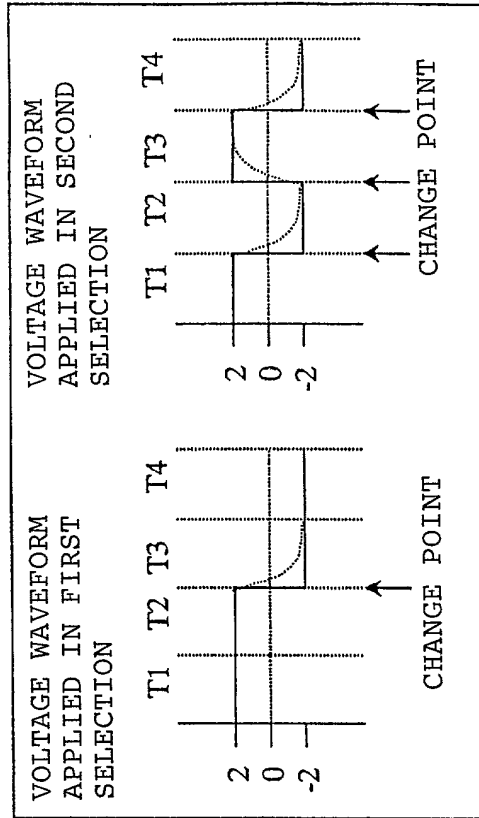 VOLTAGE WAVEFORM
APPLIED IN FIRST
SELECTION
T1 T2 T3 T4
2
0
-2
CHANGE POINT
VOLTAGE WAVEFORM
APPLIED IN SECOND
SELECTION
T1 T2 T3 T4
2
0
-2
CHANGE POINT